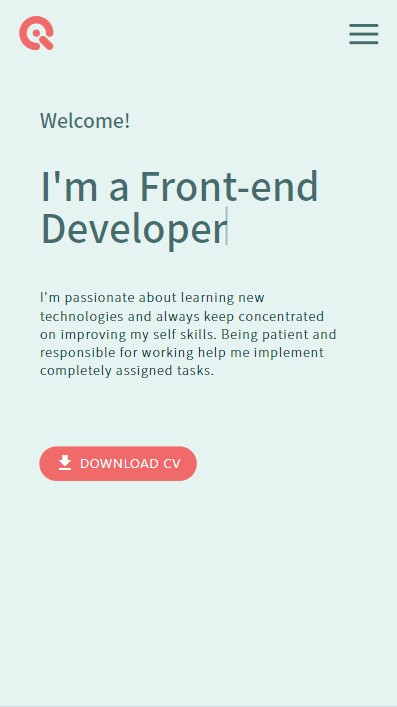 Welcome!
I'm a Front-end
Developer
I'm passionate about learning new
technologies and always keep concentrated
on improving my self skills. Being patient and
responsible for working help me implement
completely assigned tasks.
DOWNLOAD CV